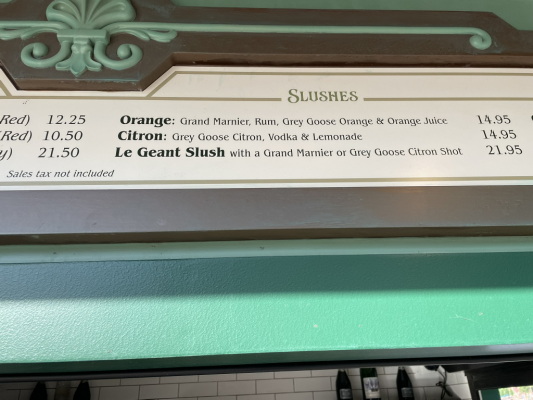 SLUSHES
Red) 12.25 Orange: Grand Marnier, Rum, Grey Goose Orange & Orange Juice 14.95
(Red) 10.50 Citron: Grey Goose Citron, Vodka & Lemonade 14.95
21.50 Le Geant Slush with a Grand Marnier or Grey Goose Citron Shot 21.95
Sales tax not included